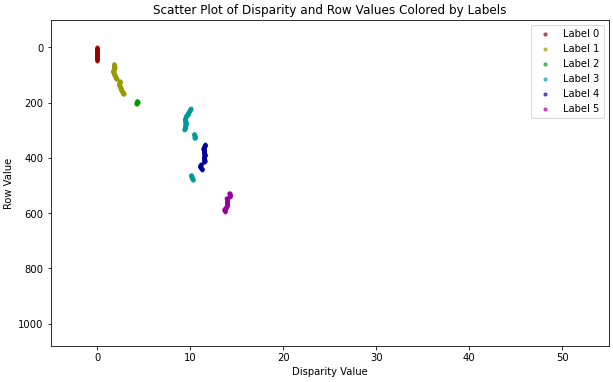 Scatter Plot of Disparity and Row Values Colored by Labels
Label 0
Label 1
Label 2
Label 3
Label 4
Label 5
Row Value
0
200
400
600
800
1000
0 10 20 30 40 50
Disparity Value